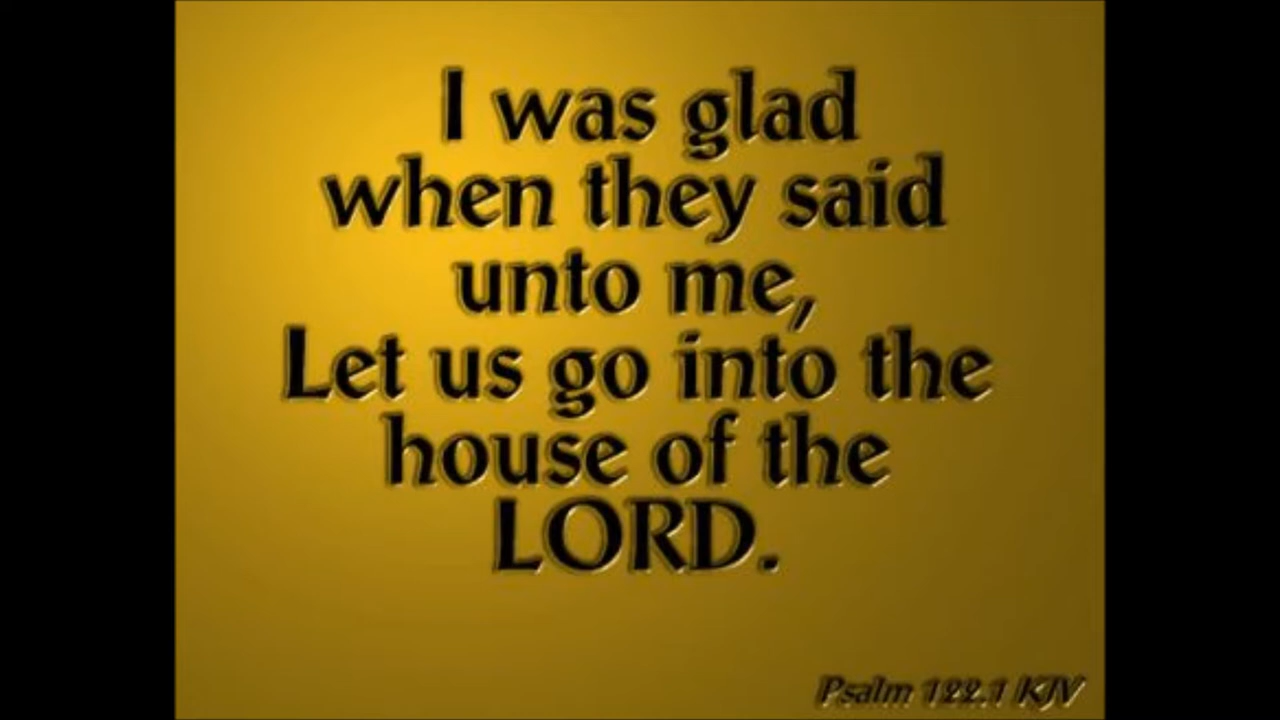 I was glad
when they said
unto me,
Let us go into the
house of the
LORD.
Psalm 122.1 KJV